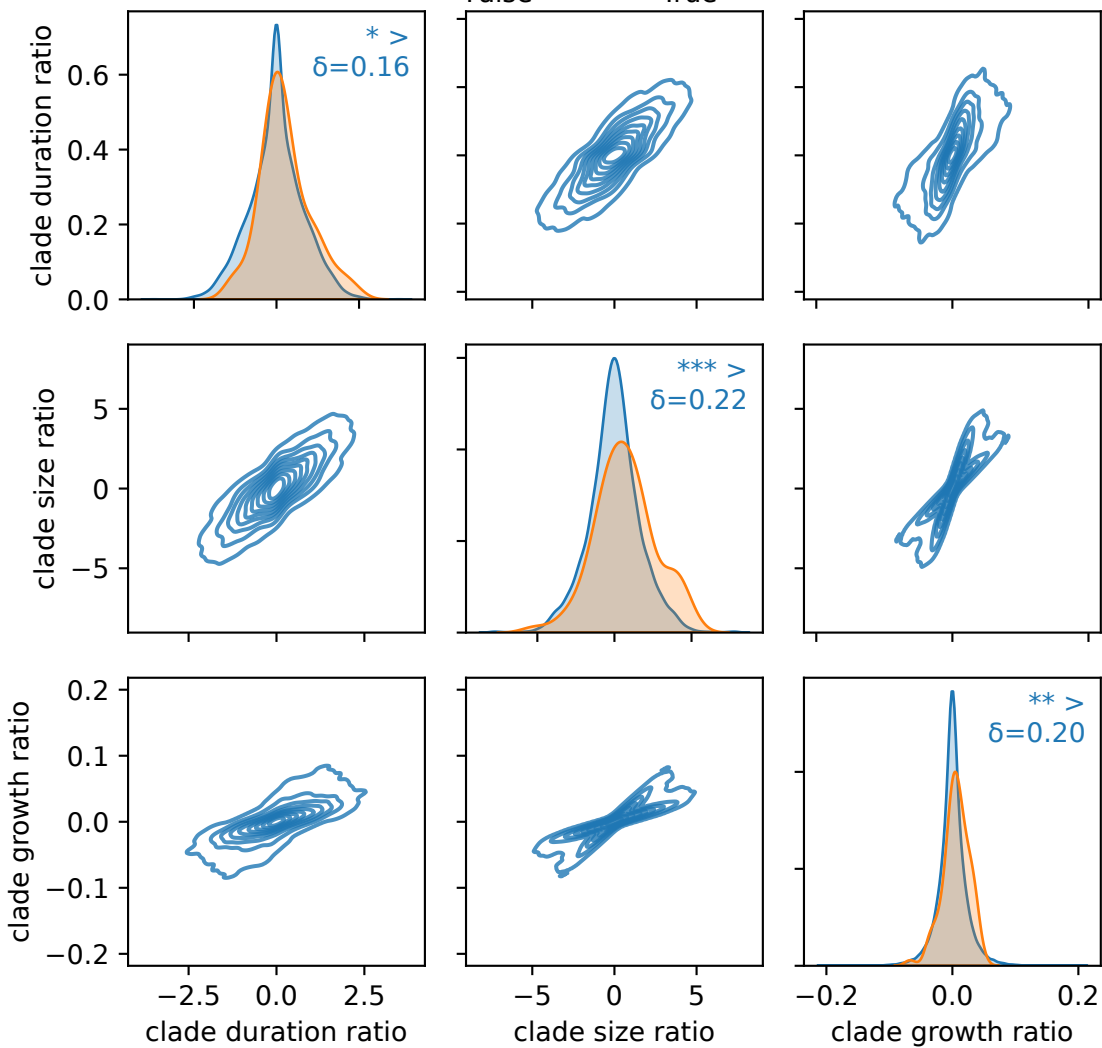 * >
δ=0.16
clade duration ratio
0.6
0.4
0.2
0.0
*** >
δ=0.22
clade size ratio
5
0
−5
** >
δ=0.20
clade growth ratio
0.2
0.1
0.0
−0.1
−0.2
−2.5 0.0 2.5 −5 0 5 −0.2 0.0 0.2
clade duration ratio clade size ratio clade growth ratio